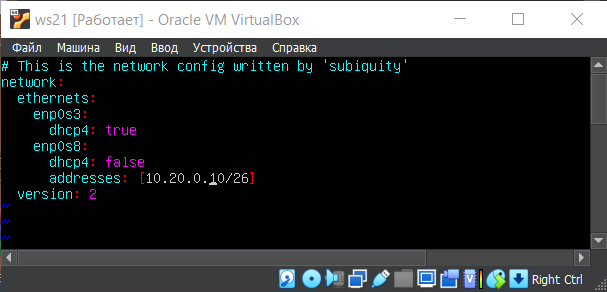 ws21 [Работает] - Oracle VM VirtualBox
Файл Машина Вид Ввод Устройства Справка
# This is the network config written by 'subiquity'
network:
  ethernets:
    enp0s3:
      dhcp4: true
    enp0s8:
      dhcp4: false
      addresses: [10.20.0.10/26]
  version: 2
~
~
~
Right Ctrl